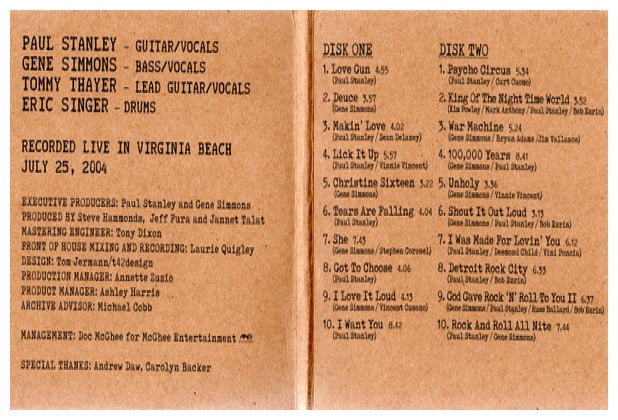 PAUL STANLEY - GUITAR/VOCALS
GENE SIMMONS - BASS/VOCALS
TOMMY THAYER - LEAD GUITAR/VOCALS
ERIC SINGER - DRUMS
RECORDED LIVE IN VIRGINIA BEACH
JULY 25, 2004
EXECUTIVE PRODUCERS: Paul Stanley and Gene Simmons
PRODUCED BY Steve Hammonds, Jeff Fura and Jannet Talat
MASTERING ENGINEER: Tony Dixon
FRONT OF HOUSE MIXING AND RECORDING: Laurie Quigley
DESIGN: Tom Jermann/t42design
PRODUCTION MANAGER: Annette Zuzio
PRODUCT MANAGER: Ashley Harris
ARCHIVE ADVISOR: Michael Cobb
MANAGEMENT: Doc McGhee for McGhee Entertainment
SPECIAL THANKS: Andrew Daw, Carolyn Backer
DISK ONE
1. Love Gun 4.55
(Paul Stanley)
2. Deuce 3.57
(Gene Simmons)
3. Makin' Love 4.02
(Paul Stanley / Sean Delaney)
4. Lick It Up 5.57
(Paul Stanley / Vinnie Vincent)
5. Christine Sixteen 3.22
(Gene Simmons)
6. Tears Are Falling 4.04
(Paul Stanley)
7. She 7.43
(Gene Simmons / Stephen Coronel)
8. Got To Choose 4.06
(Paul Stanley)
9. I Love It Loud 4.13
(Gene Simmons / Vincent Cusano)
10. I Want You 8.42
(Paul Stanley)
DISK TWO
1. Psycho Circus 5.34
(Paul Stanley / Curt Cuomo)
2. King Of The Night Time World 3.52
(Kim Fowley / Mark Anthony / Paul Stanley / Bob Ezrin)
3. War Machine 5.24
(Gene Simmons / Bryan Adams /Jim Vallance)
4. 100,000 Years 8.41
(Gene Simmons / Paul Stanley)
5. Unholy 3.36
(Gene Simmons / Vinnie Vincent)
6. Shout It Out Loud 3.13
(Gene Simmons / Paul Stanley / Bob Ezrin)
7. I Was Made For Lovin' You 6.12
(Paul Stanley / Desmond Child / Vini Poncia)
8. Detroit Rock City 6.33
(Paul Stanley / Bob Ezrin)
9. God Gave Rock 'N' Roll To You II 6.37
(Gene Simmons / Paul Stanley / Russ Ballard / Bob Ezrin)
10. Rock And Roll All Nite 7.44
(Paul Stanley / Gene Simmons)